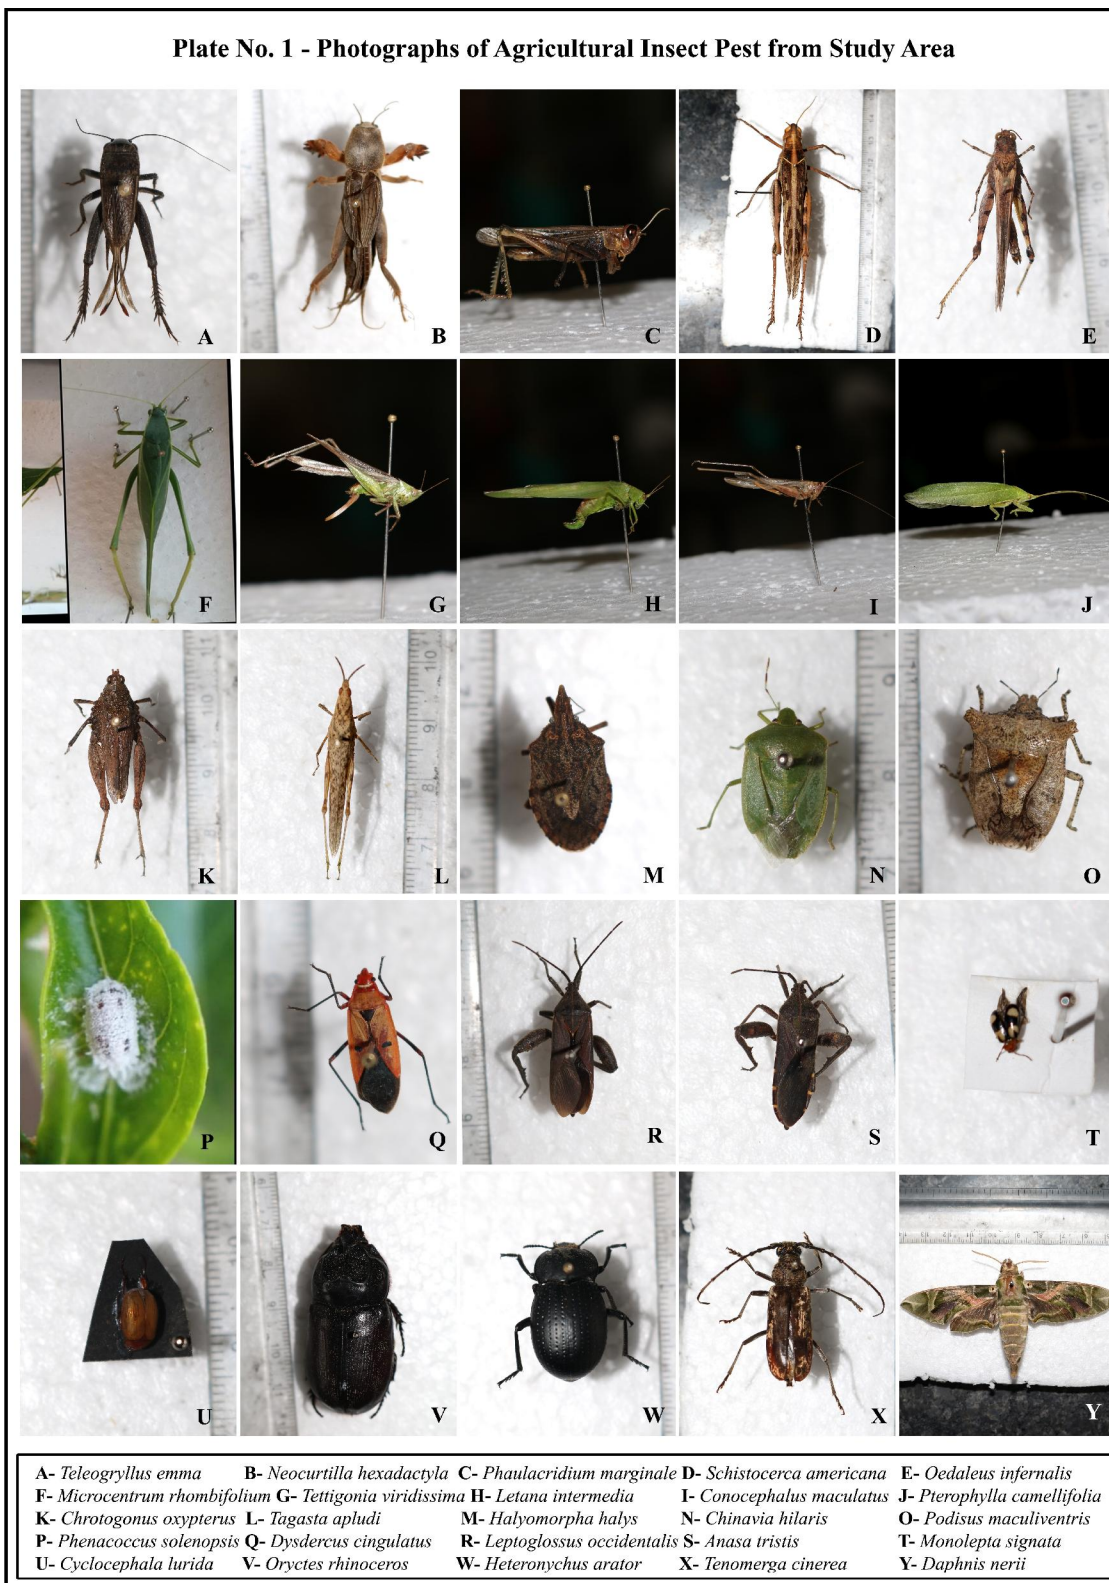 Plate No. 1 - Photographs of Agricultural Insect Pest from Study Area
A B C D E
F G H I J
K L M N O
P Q R S T
U V W X Y
A- Teleogryllus emma B- Neocurtilla hexadactyla C- Phaulacridium marginale D- Schistocerca americana E- Oedaleus infernalis
F- Microcentrum rhombifolium G- Tettigonia viridissima H- Letana intermedia I- Conocephalus maculatus J- Pterophylla camellifolia
K- Chrotogonus oxypterus L- Tagasta apludi M- Halyomorpha halys N- Chinavia hilaris O- Podisus maculiventris
P- Phenacoccus solenopsis Q- Dysdercus cingulatus R- Leptoglossus occidentalis S- Anasa tristis T- Monolepta signata
U- Cyclocephala lurida V- Oryctes rhinoceros W- Heteronychus arator X- Tenomerga cinerea Y- Daphnis nerii